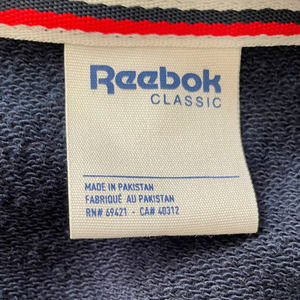 Reebok
CLASSIC
MADE IN PAKISTAN
FABRIQUÉ AU PAKISTAN
RN# 69421 - CA# 40312